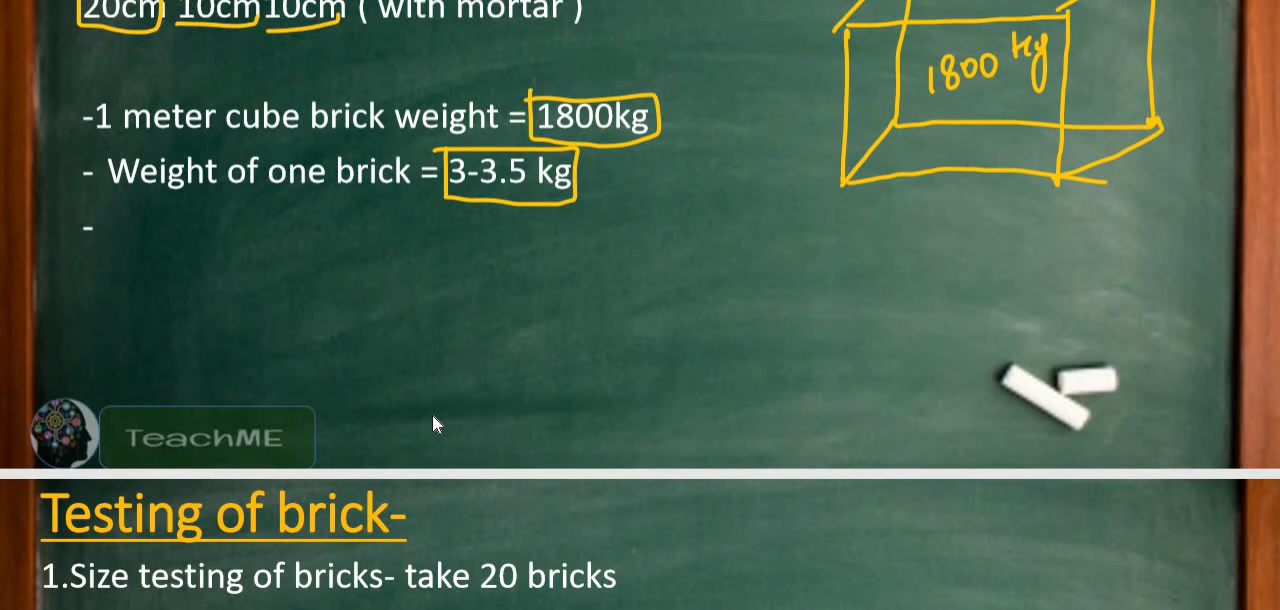 20cm 10cm 10cm ( with mortar )
-1 meter cube brick weight = 1800kg
1800 kg
- Weight of one brick = 3-3.5 kg
-
TeachME
Testing of brick-
1.Size testing of bricks- take 20 bricks